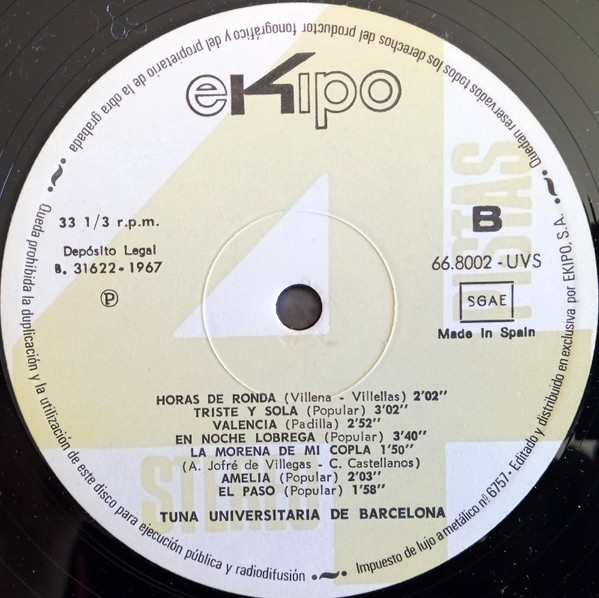 Quedan reservados todos los derechos del productor fonográfico y del propietario de la obra grabada
Queda prohibida la duplicación y la utilización de este disco para ejecución pública y radiodifusión
Impuesto de lujo a metálico nº 6757 • Editado y distribuido en exclusiva por EKIPO, S.A.
eKipo
33 1/3 r.p.m.
Depósito Legal
B. 31622 - 1967
Ⓟ
B
66.8002 - UVS
SGAE
Made in Spain
4
PISTAS
STEREO
HORAS DE RONDA (Villena - Villellas) 2'02"
TRISTE Y SOLA (Popular) 3'02"
VALENCIA (Padilla) 2'52"
EN NOCHE LOBREGA (Popular) 3'40"
LA MORENA DE MI COPLA 1'50"
(A. Jofré de Villegas - C. Castellanos)
AMELIA (Popular) 2'03"
EL PASO (Popular) 1'58"
TUNA UNIVERSITARIA DE BARCELONA